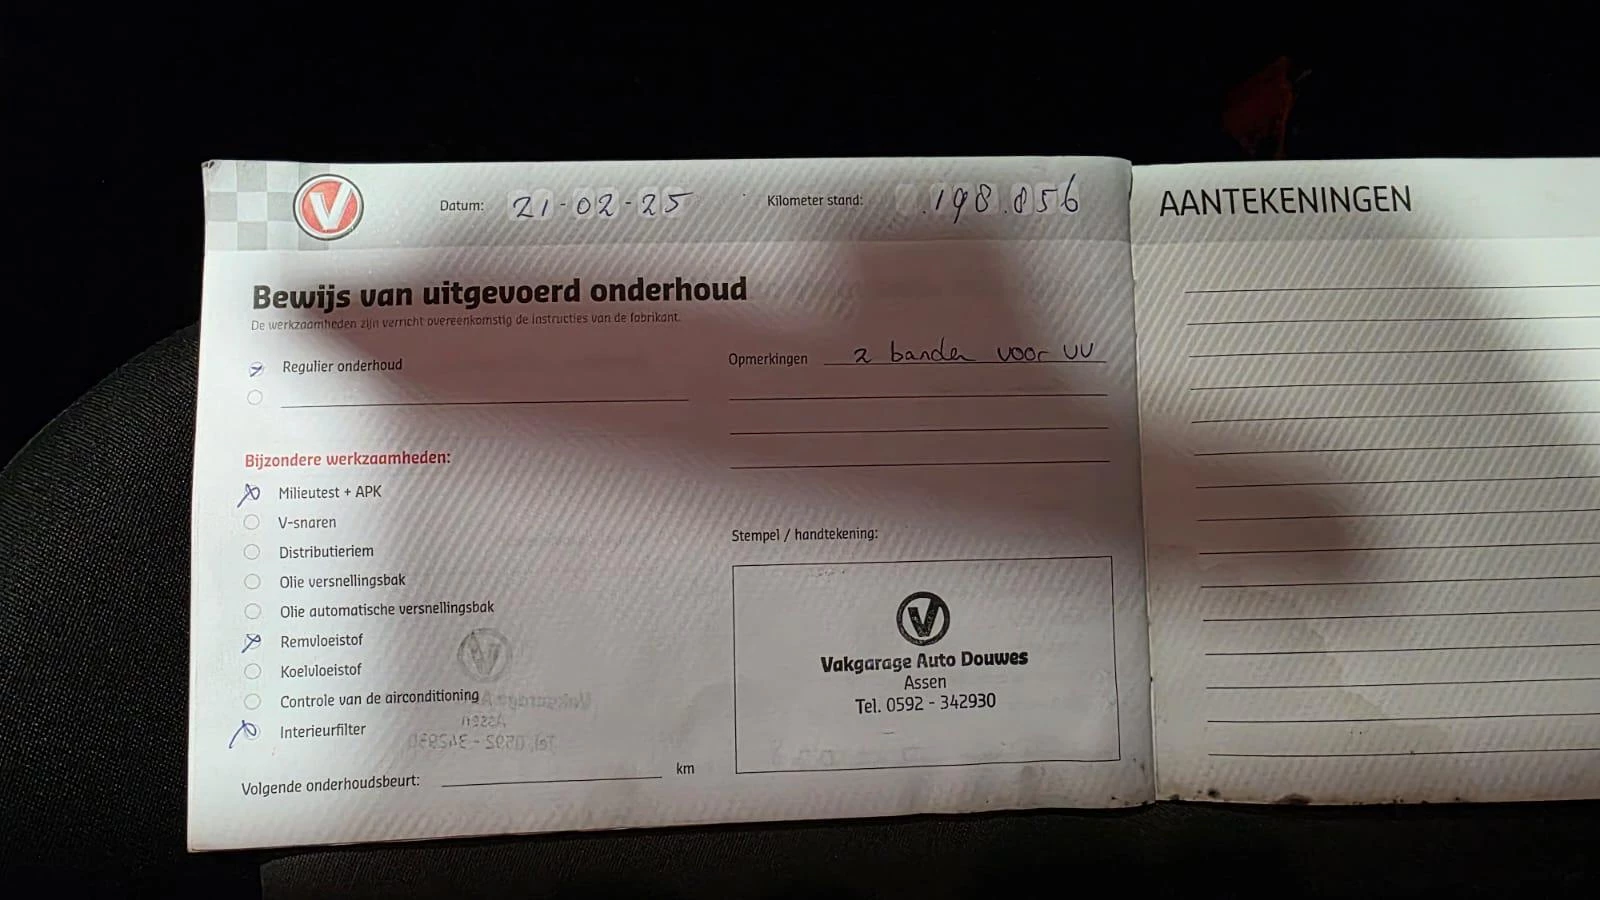 V
Datum: 21-02-25
Kilometer stand: 198.856
Bewijs van uitgevoerd onderhoud
De werkzaamheden zijn verricht overeenkomstig de instructies van de fabrikant.
Regulier onderhoud
Opmerkingen 2 banden voor VV
Bijzondere werkzaamheden:
Milieutest + APK
V-snaren
Distributieriem
Olie versnellingsbak
Olie automatische versnellingsbak
Remvloeistof
Koelvloeistof
Controle van de airconditioning
Interieurfilter
Volgende onderhoudsbeurt: km
Stempel / handtekening:
V
Vakgarage Auto Douwes
Assen
Tel. 0592 - 342930
AANTEKENINGEN